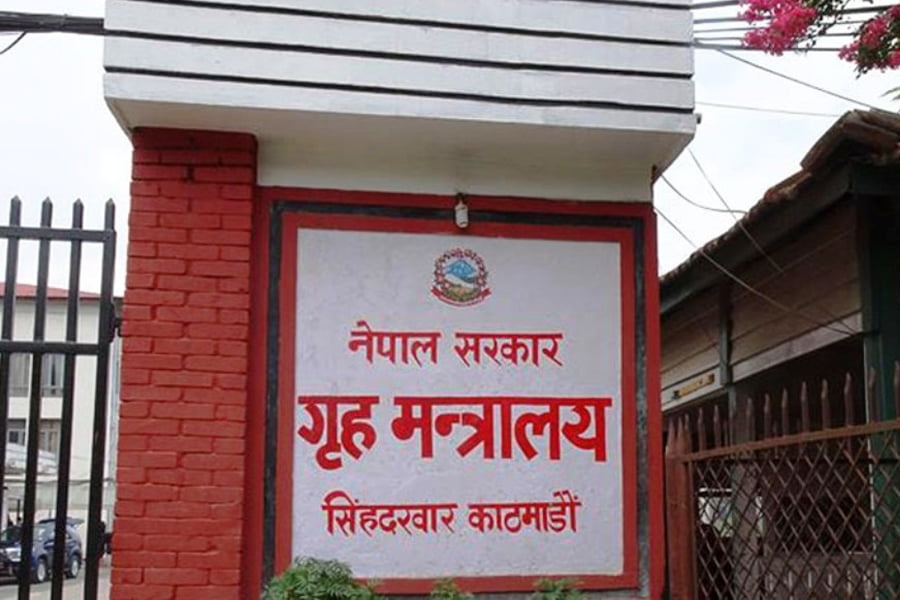 नेपाल सरकार
गृह मन्त्रालय
सिंहदरवार काठमाडौं